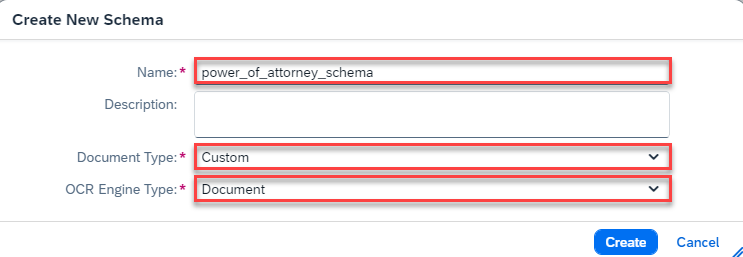 Create New Schema
Name:* power_of_attorney_schema
Description:
Document Type:* Custom
OCR Engine Type:* Document
Create Cancel